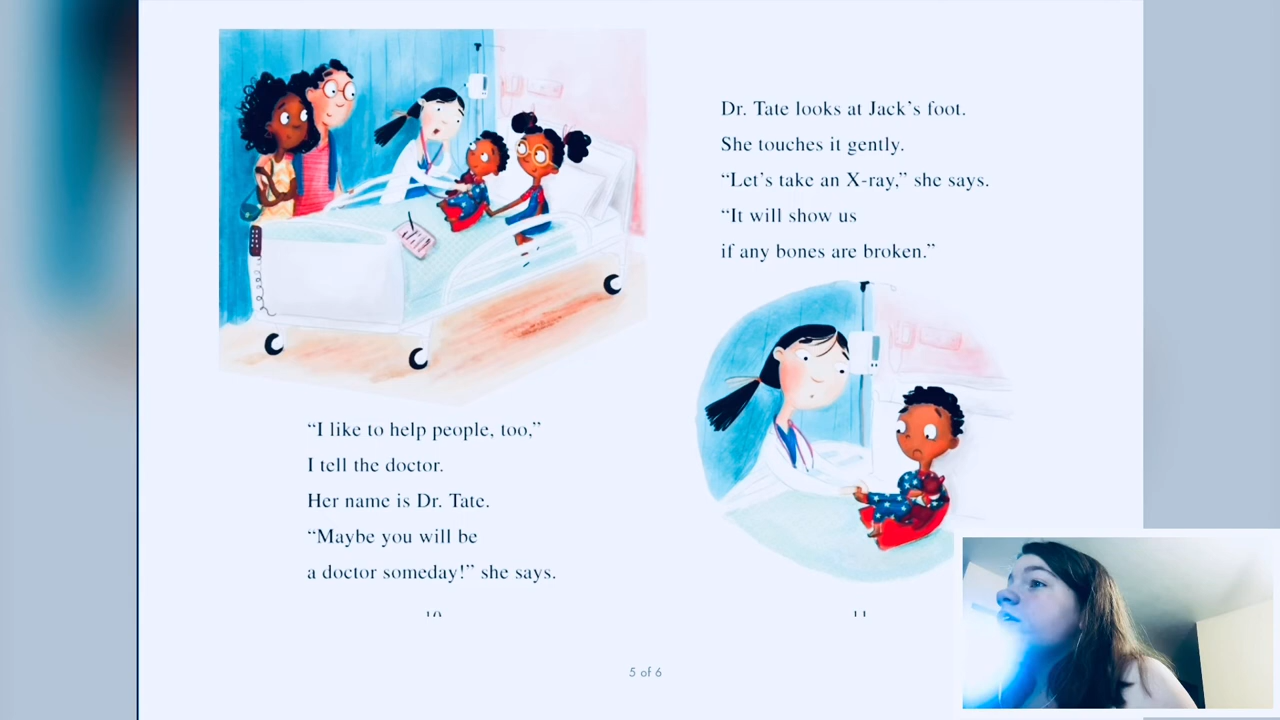 “I like to help people, too,”
I tell the doctor.
Her name is Dr. Tate.
“Maybe you will be
a doctor someday!” she says.
10
Dr. Tate looks at Jack’s foot.
She touches it gently.
“Let’s take an X-ray,” she says.
“It will show us
if any bones are broken.”
11
5 of 6